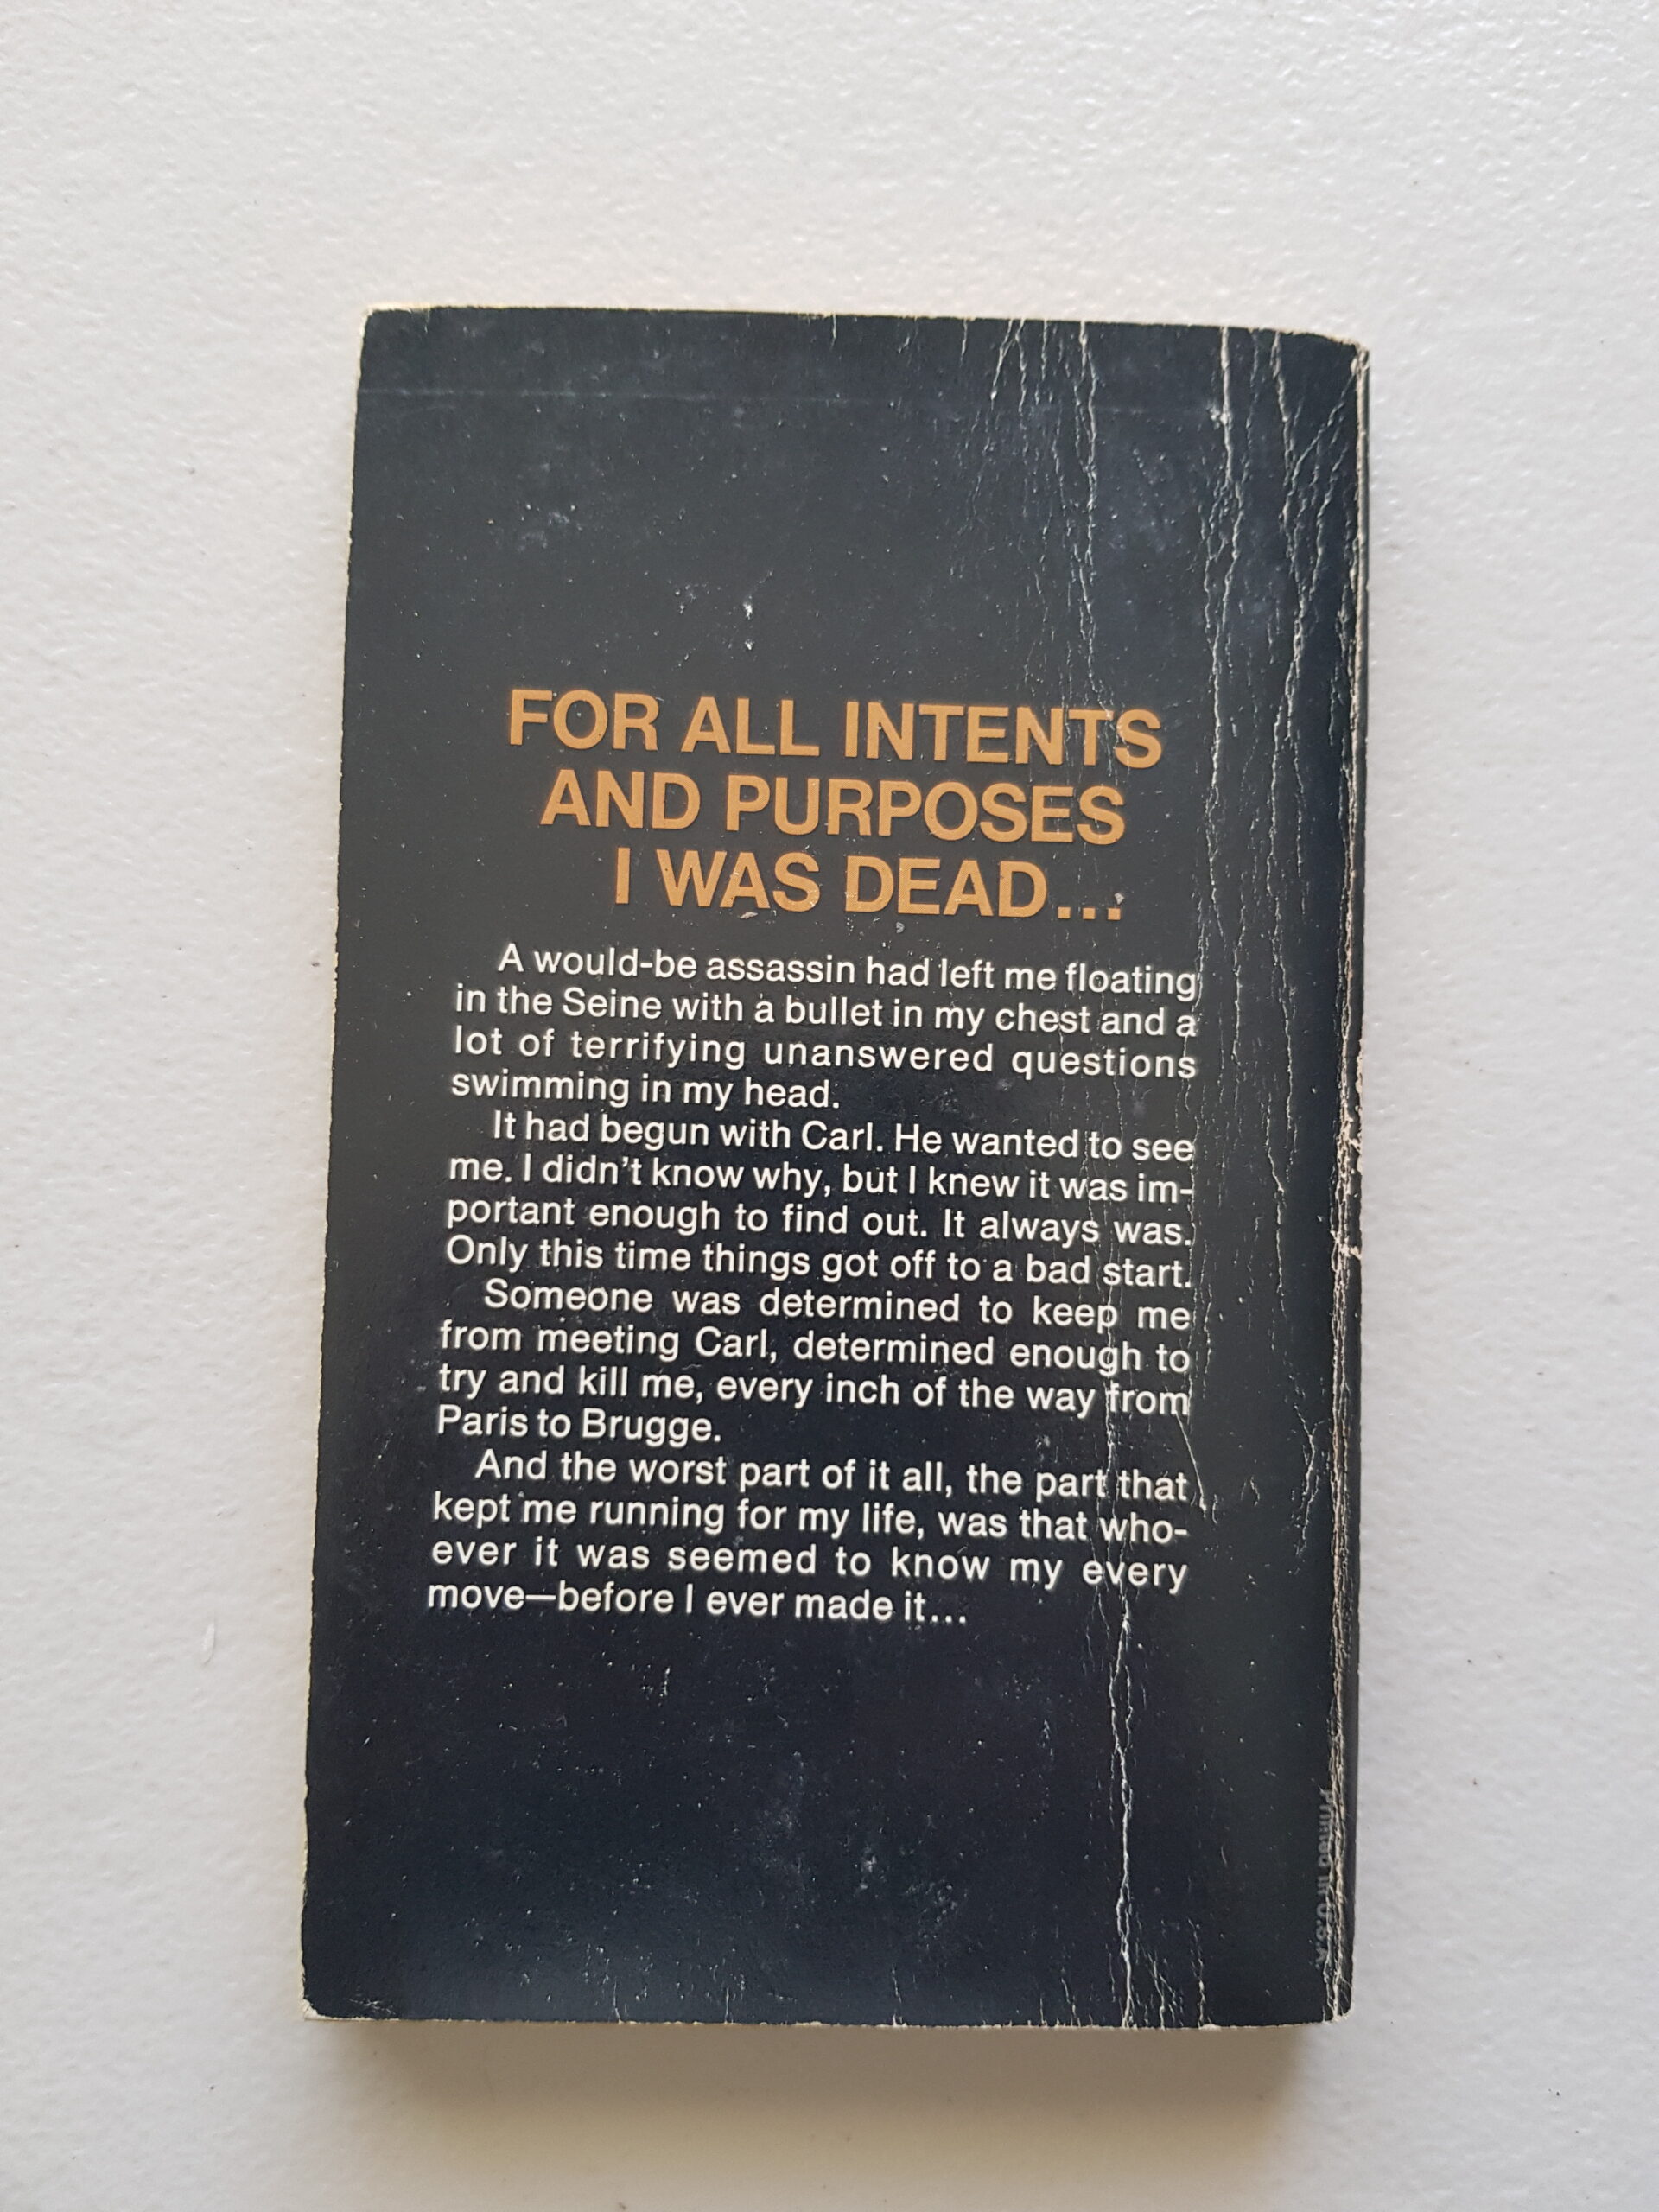 FOR ALL INTENTS
AND PURPOSES
I WAS DEAD...
A would-be assassin had left me floating
in the Seine with a bullet in my chest and a
lot of terrifying unanswered questions
swimming in my head.
It had begun with Carl. He wanted to see
me. I didn't know why, but I knew it was im-
portant enough to find out. It always was.
Only this time things got off to a bad start.
Someone was determined to keep me
from meeting Carl, determined enough to
try and kill me, every inch of the way from
Paris to Brugge.
And the worst part of it all, the part that
kept me running for my life, was that who-
ever it was seemed to know my every
move—before I ever made it...
Printed in U.S.A.